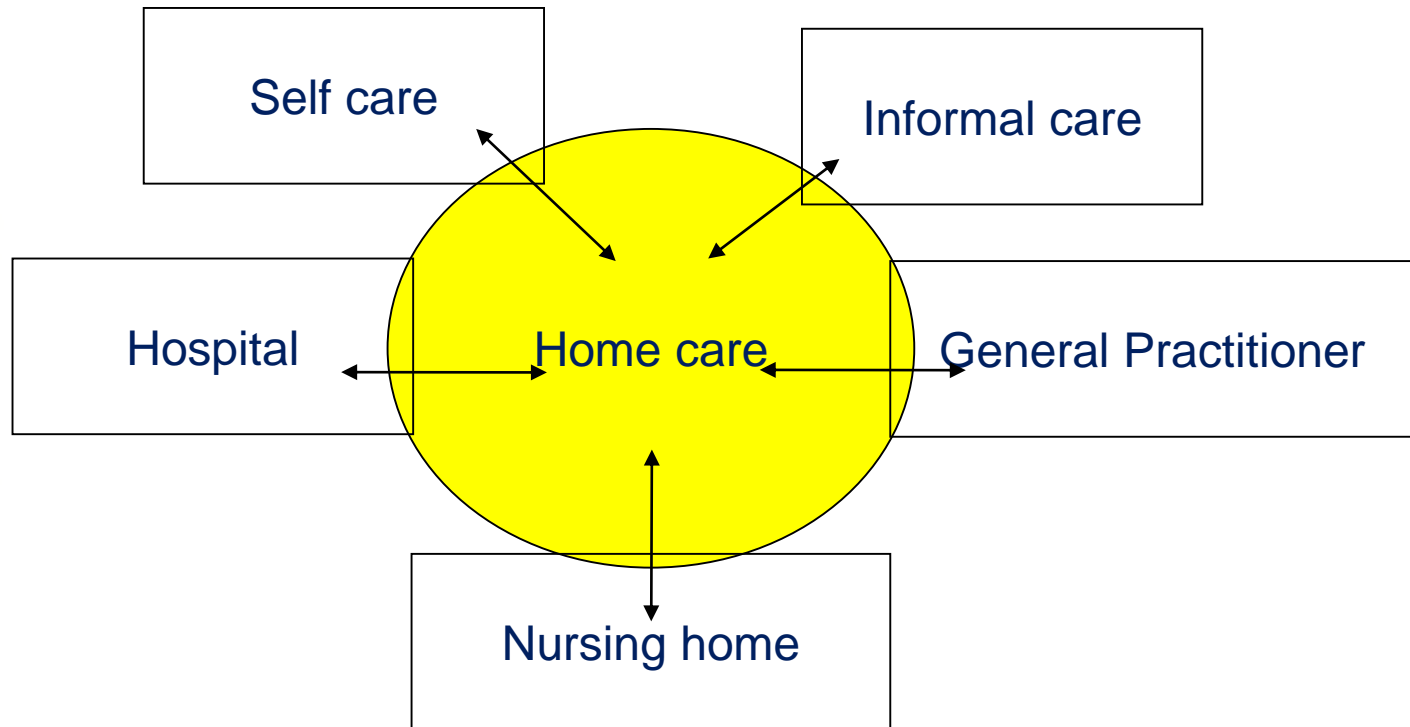 Self care
Informal care
Hospital
Home care
General Practitioner
Nursing home